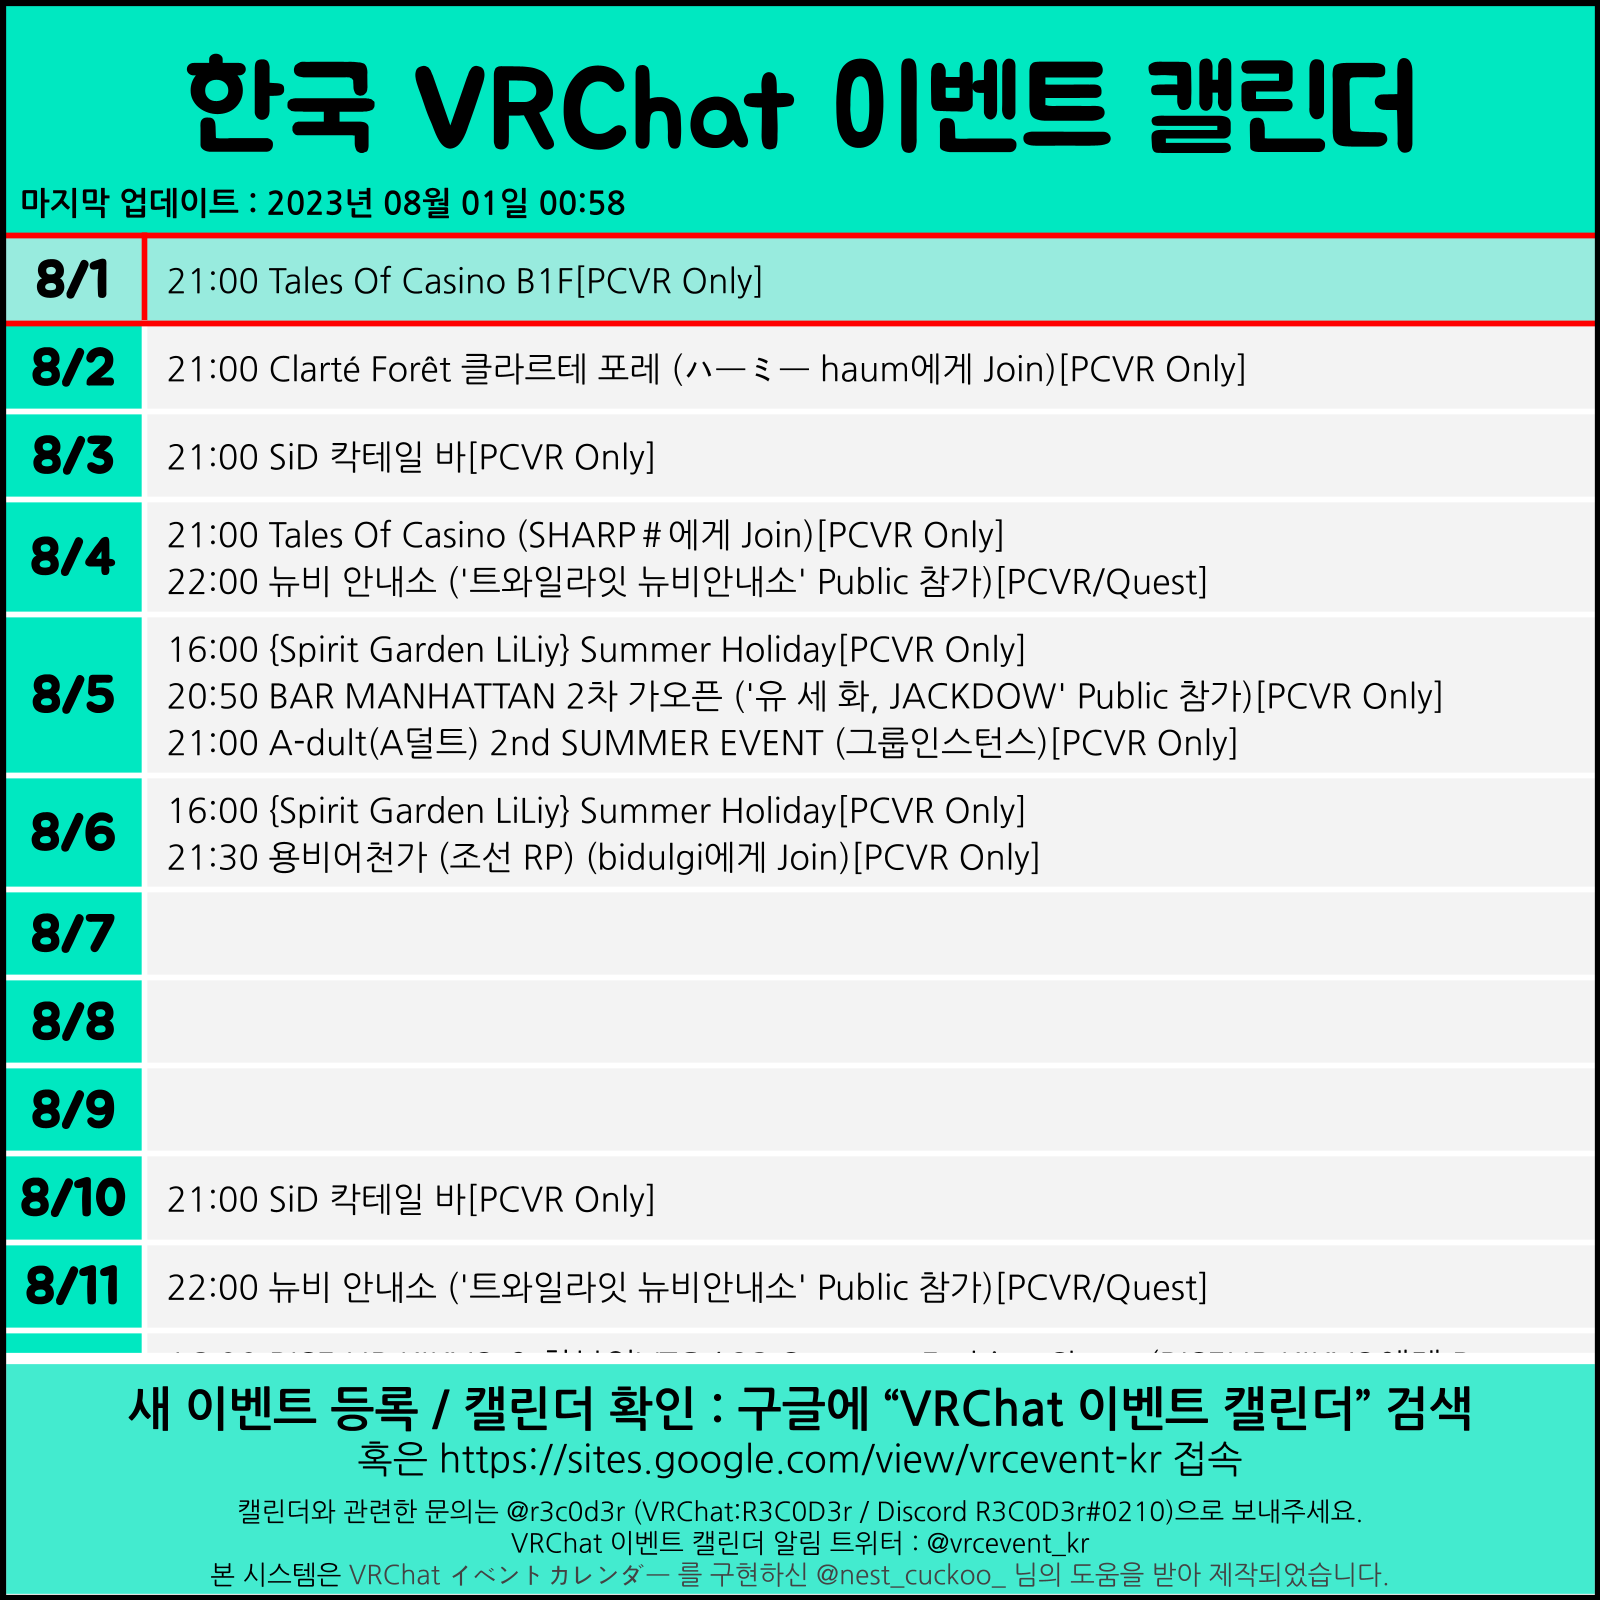 한국 VRChat 이벤트 캘린더
마지막 업데이트 : 2023년 08월 01일 00:58
8/1 21:00 Tales Of Casino B1F[PCVR Only]
8/2 21:00 Clarté Forêt 클라르테 포레 (ハーミー haum에게 Join)[PCVR Only]
8/3 21:00 SiD 칵테일 바[PCVR Only]
8/4
21:00 Tales Of Casino (SHARP#에게 Join)[PCVR Only]
22:00 뉴비 안내소 ('트와일라잇 뉴비안내소' Public 참가)[PCVR/Quest]
8/5
16:00 {Spirit Garden LiLiy} Summer Holiday[PCVR Only]
20:50 BAR MANHATTAN 2차 가오픈 ('유 세 화, JACKDOW' Public 참가)[PCVR Only]
21:00 A-dult(A덜트) 2nd SUMMER EVENT (그룹인스턴스)[PCVR Only]
8/6
16:00 {Spirit Garden LiLiy} Summer Holiday[PCVR Only]
21:30 용비어천가 (조선 RP) (bidulgi에게 Join)[PCVR Only]
8/7
8/8
8/9
8/10 21:00 SiD 칵테일 바[PCVR Only]
8/11 22:00 뉴비 안내소 ('트와일라잇 뉴비안내소' Public 참가)[PCVR/Quest]
새 이벤트 등록 / 캘린더 확인 : 구글에 “VRChat 이벤트 캘린더” 검색
혹은 https://sites.google.com/view/vrcevent-kr 접속
캘린더와 관련한 문의는 @r3c0d3r (VRChat:R3C0D3r / Discord R3C0D3r#0210)으로 보내주세요.
VRChat 이벤트 캘린더 알림 트위터 : @vrcevent_kr
본 시스템은 VRChat イベントカレンダー 를 구현하신 @nest_cuckoo_ 님의 도움을 받아 제작되었습니다.